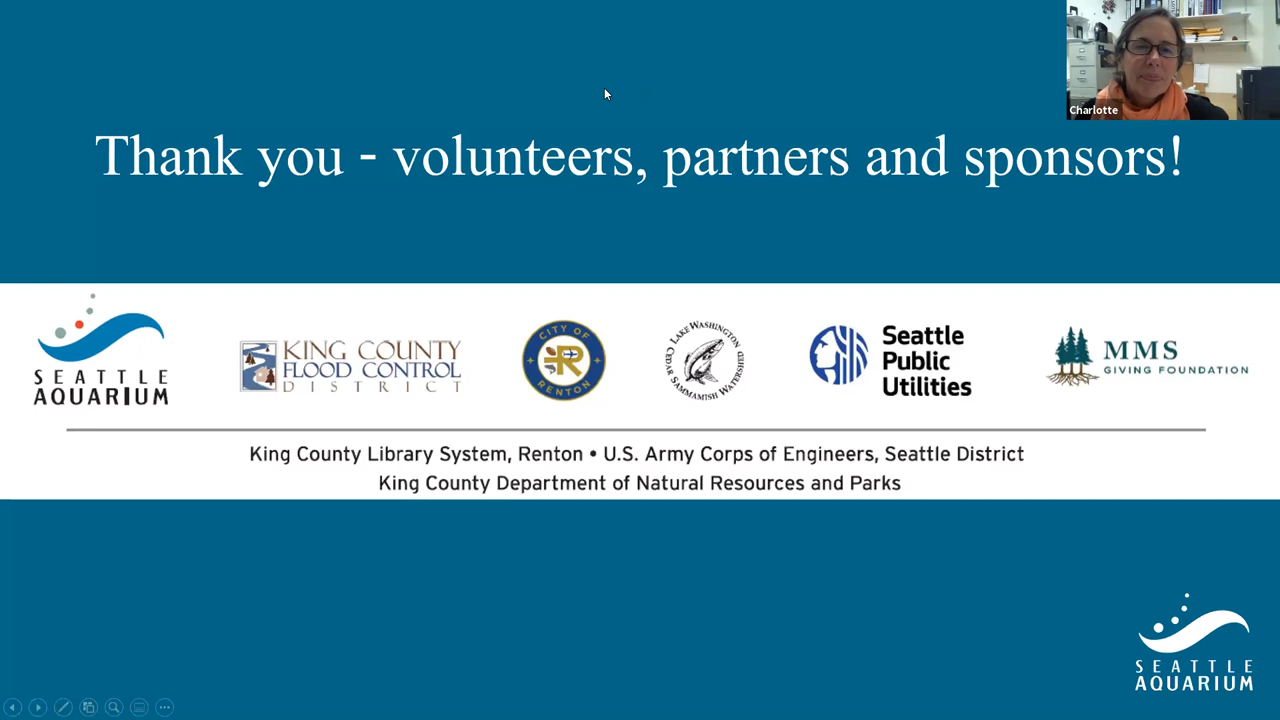 Charlotte
Thank you - volunteers, partners and sponsors!
SEATTLE
AQUARIUM
KING COUNTY
FLOOD CONTROL
DISTRICT
CITY OF
R
RENTON
LAKE WASHINGTON
CEDAR SAMMAMISH WATERSHED
Seattle
Public
Utilities
MMS
GIVING FOUNDATION
King County Library System, Renton • U.S. Army Corps of Engineers, Seattle District
King County Department of Natural Resources and Parks
SEATTLE
AQUARIUM